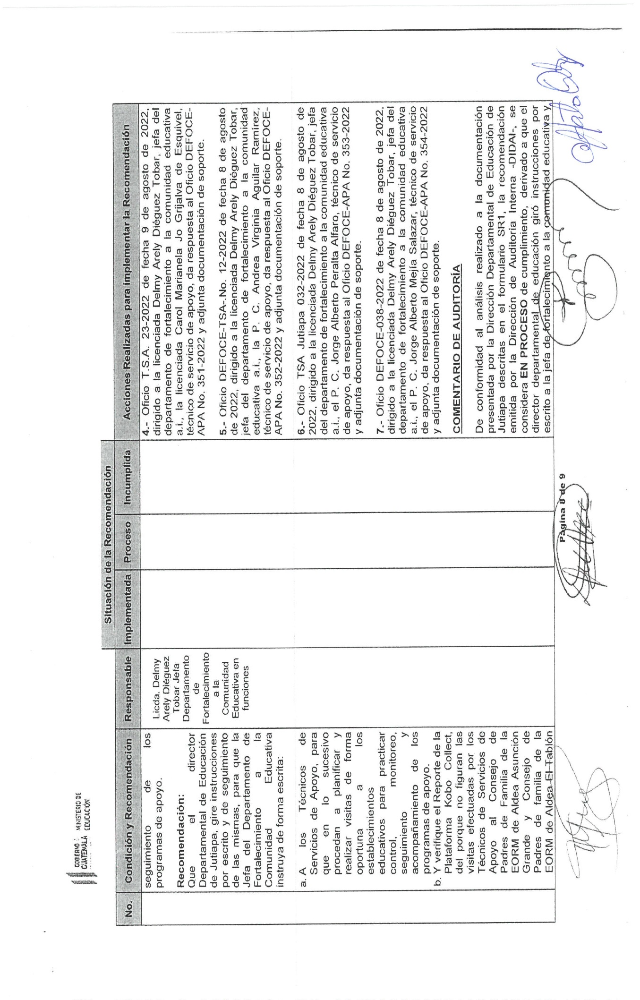 GOBIERNO DE
GUATEMALA
MINISTERIO DE
EDUCACIÓN
No.
Condición y Recomendación
Responsable
Situación de la Recomendación
Implementada
Proceso
Incumplida
Acciones Realizadas para implementar la Recomendación
seguimiento de los
programas de apoyo.
Recomendación:
Que el director
Departamental de Educación
de Jutiapa, gire instrucciones
por escrito y de seguimiento
de las mismas, para que la
Jefa del Departamento de
Fortalecimiento a la
Comunidad Educativa
instruya de forma escrita:
a. A los Técnicos de
Servicios de Apoyo, para
que en lo sucesivo
procedan a planificar y
realizar visitas de forma
oportuna a los
establecimientos
educativos para practicar
control, monitoreo,
seguimiento y
acompañamiento de los
programas de apoyo.
b. Y verifique el Reporte de la
Plataforma Kobo Collect,
del porque no figuran las
visitas efectuadas por los
Técnicos de Servicios de
Apoyo al Consejo de
Padres de Familia de la
EORM de Aldea Asunción
Grande y Consejo de
Padres de familia de la
EORM de Aldea El Tablón
Licda. Delmy
Arely Diéguez
Tobar Jefa
Departamento
de
Fortalecimiento
a la
Comunidad
Educativa en
funciones
4.- Oficio T.S.A. 23-2022 de fecha 9 de agosto de 2022,
dirigido a la licenciada Delmy Arely Diéguez Tobar, jefa del
departamento de fortalecimiento a la comunidad educativa
a.i., la licenciada Carol Marianela Jo Grijalva de Esquivel,
técnico de servicio de apoyo, da respuesta al Oficio DEFOCE-
APA No. 351-2022 y adjunta documentación de soporte.
5.- Oficio DEFOCE-TSA-.No. 12-2022 de fecha 8 de agosto
de 2022, dirigido a la licenciada Delmy Arely Diéguez Tobar,
jefa del departamento de fortalecimiento a la comunidad
educativa a.i., la P. C. Andrea Virginia Aguilar Ramírez,
técnico de servicio de apoyo, da respuesta al Oficio DEFOCE-
APA No. 352-2022 y adjunta documentación de soporte.
6.- Oficio TSA Jutiapa 032-2022 de fecha 8 de agosto de
2022, dirigido a la licenciada Delmy Arely Diéguez Tobar, jefa
del departamento de fortalecimiento a la comunidad educativa
a.i., el P. C. Jorge Alberto Peralta Alfaro, técnico de servicio
de apoyo, da respuesta al Oficio DEFOCE-APA No. 353-2022
y adjunta documentación de soporte.
7.- Oficio DEFOCE-038-2022 de fecha 8 de agosto de 2022,
dirigido a la licenciada Delmy Arely Diéguez Tobar, jefa del
departamento de fortalecimiento a la comunidad educativa
a.i., el P. C. Jorge Alberto Mejía Salazar, técnico de servicio
de apoyo, da respuesta al Oficio DEFOCE-APA No. 354-2022
y adjunta documentación de soporte.
COMENTARIO DE AUDITORÍA
De conformidad al análisis realizado a la documentación
presentada por la Dirección Departamental de Educación de
Jutiapa descritas en el formulario SR1, la recomendación
emitida por la Dirección de Auditoría Interna -DIDAI-, se
considera EN PROCESO de cumplimiento, derivado a que el
director departamental de educación giró instrucciones por
escrito a la jefa de fortalecimiento a la comunidad educativa y
Página 8 de 9